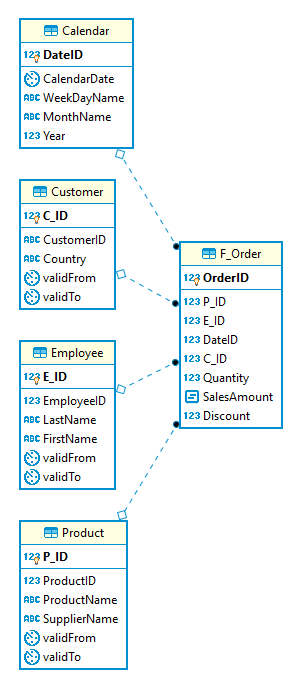 Calendar
123 DateID
CalendarDate
ABC WeekDayName
ABC MonthName
123 Year
Customer
123 C_ID
ABC CustomerID
ABC Country
validFrom
validTo
F_Order
123 OrderID
123 P_ID
123 E_ID
123 DateID
123 C_ID
123 Quantity
SalesAmount
123 Discount
Employee
123 E_ID
123 EmployeeID
ABC LastName
ABC FirstName
validFrom
validTo
Product
123 P_ID
123 ProductID
ABC ProductName
ABC SupplierName
validFrom
validTo